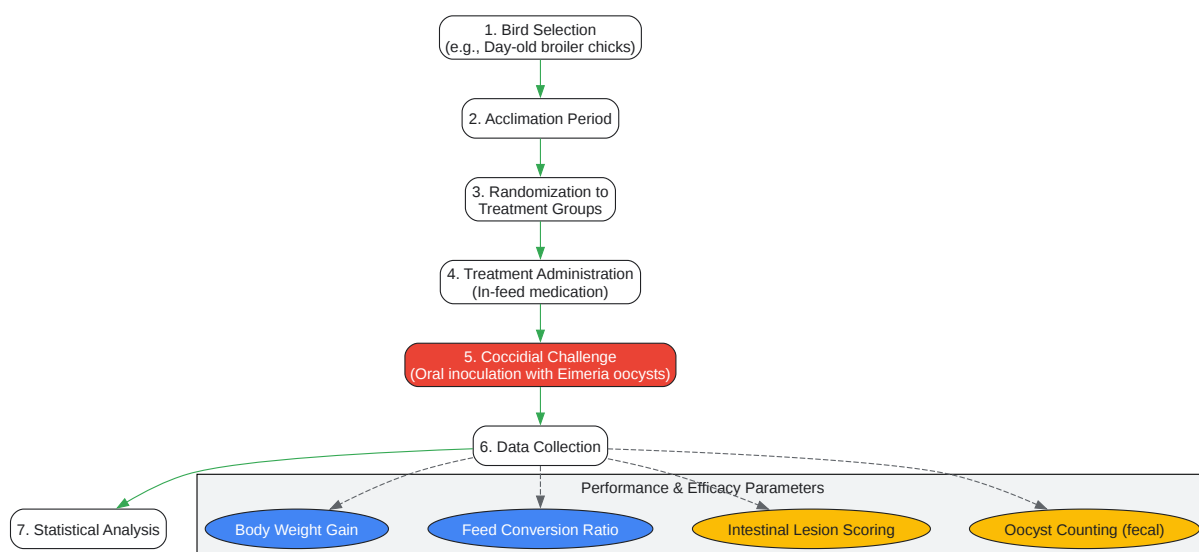 1. Bird Selection
(e.g., Day-old broiler chicks)
2. Acclimation Period
3. Randomization to
Treatment Groups
4. Treatment Administration
(In-feed medication)
5. Coccidial Challenge
(Oral inoculation with Eimeria oocysts)
6. Data Collection
Performance & Efficacy Parameters
7. Statistical Analysis
Body Weight Gain
Feed Conversion Ratio
Intestinal Lesion Scoring
Oocyst Counting (fecal)